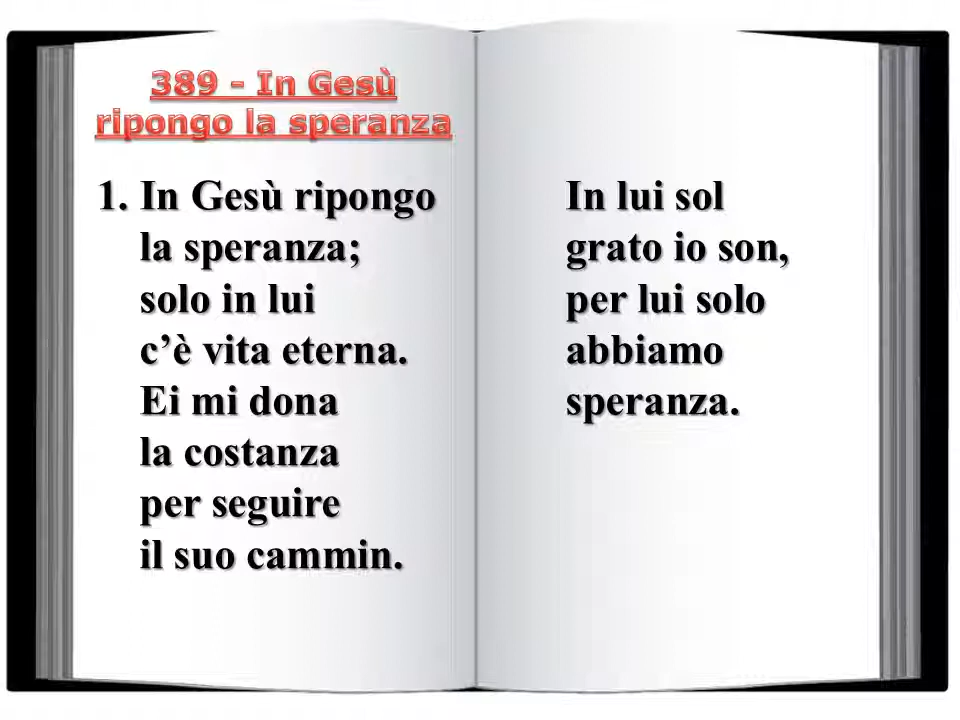 389 - In Gesù
ripongo la speranza
1. In Gesù ripongo
la speranza;
solo in lui
c’è vita eterna.
Ei mi dona
la costanza
per seguire
il suo cammin.
In lui sol
grato io son,
per lui solo
abbiamo
speranza.